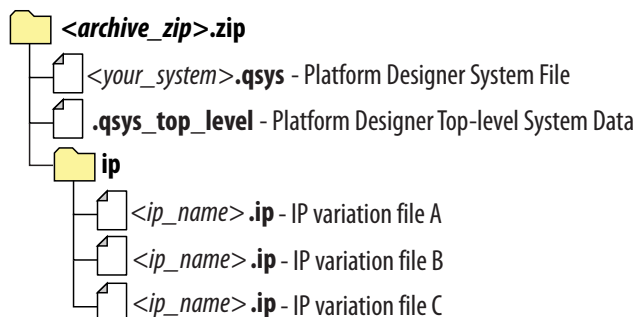 <archive_zip>.zip
<your_system>.qsys - Platform Designer System File
.qsys_top_level - Platform Designer Top-level System Data
ip
<ip_name>.ip - IP variation file A
<ip_name>.ip - IP variation file B
<ip_name>.ip - IP variation file C